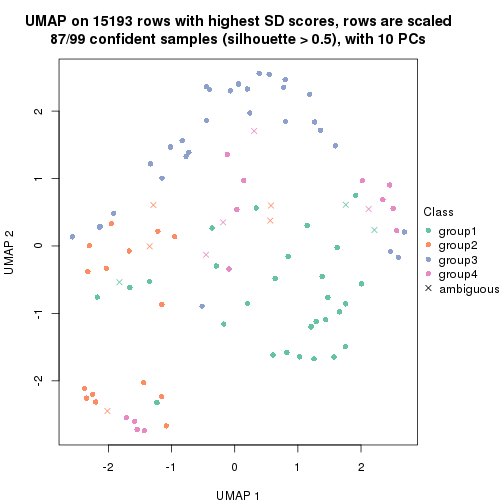 UMAP on 15193 rows with highest SD scores, rows are scaled
87/99 confident samples (silhouette > 0.5), with 10 PCs
2
1
0
-1
-2
UMAP 2
-2
-1
0
1
2
UMAP 1
Class
group1
group2
group3
group4
ambiguous